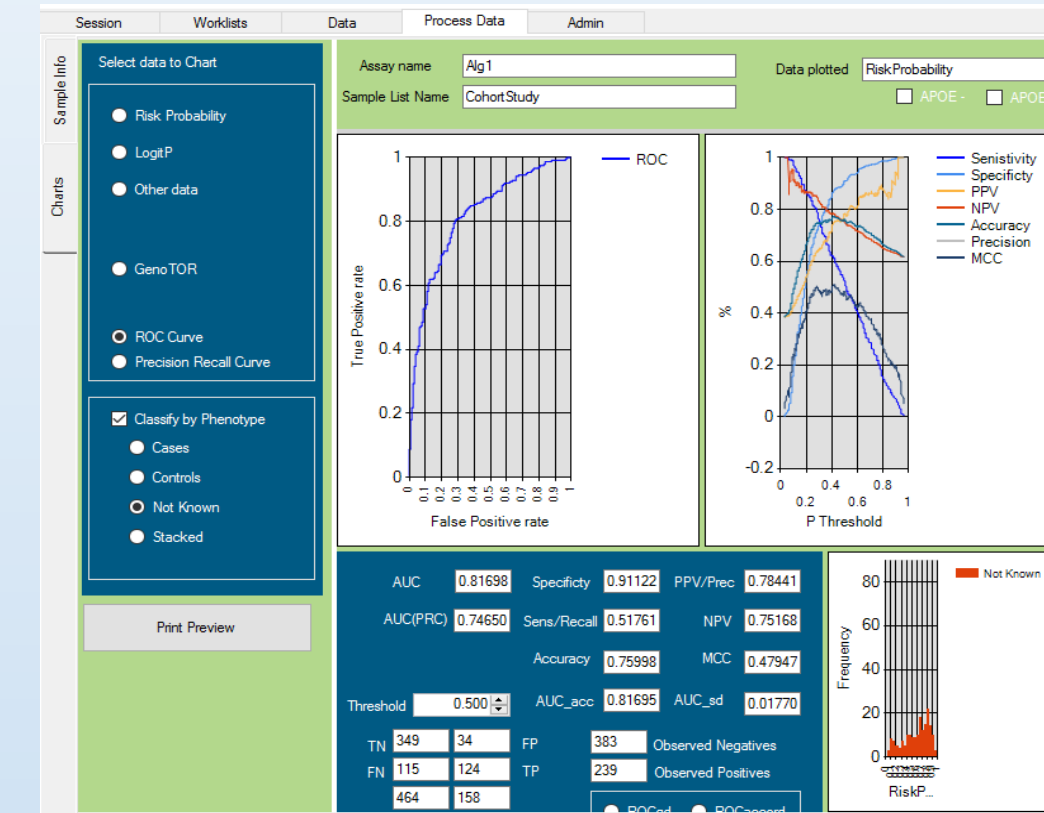 Session Worklists Data Process Data Admin
Sample Info
Charts
Select data to Chart
Risk Probability
LogitP
Other data
GenoTOR
ROC Curve
Precision Recall Curve
Classify by Phenotype
Cases
Controls
Not Known
Stacked
Print Preview
Assay name Alg1
Sample List Name CohortStudy
Data plotted RiskProbability
APOE - APOE
ROC
True Positive rate
1
0.8
0.6
0.4
0.2
0
0 0.1 0.2 0.3 0.4 0.5 0.6 0.7 0.8 0.9 1
False Positive rate
Senistivity
Specificty
PPV
NPV
Accuracy
Precision
MCC
%
1
0.8
0.6
0.4
0.2
0
-0.2
0 0.4 0.8
0.2 0.6 1
P Threshold
AUC 0.81698 Specificty 0.91122 PPV/Prec 0.78441
AUC(PRC) 0.74650 Sens/Recall 0.51761 NPV 0.75168
Accuracy 0.75998 MCC 0.47947
Threshold 0.500 AUC_acc 0.81695 AUC_sd 0.01770
TN 349 34 FP 383 Observed Negatives
FN 115 124 TP 239 Observed Positives
464 158
Not Known
Frequency
80
60
40
20
0
RiskP...